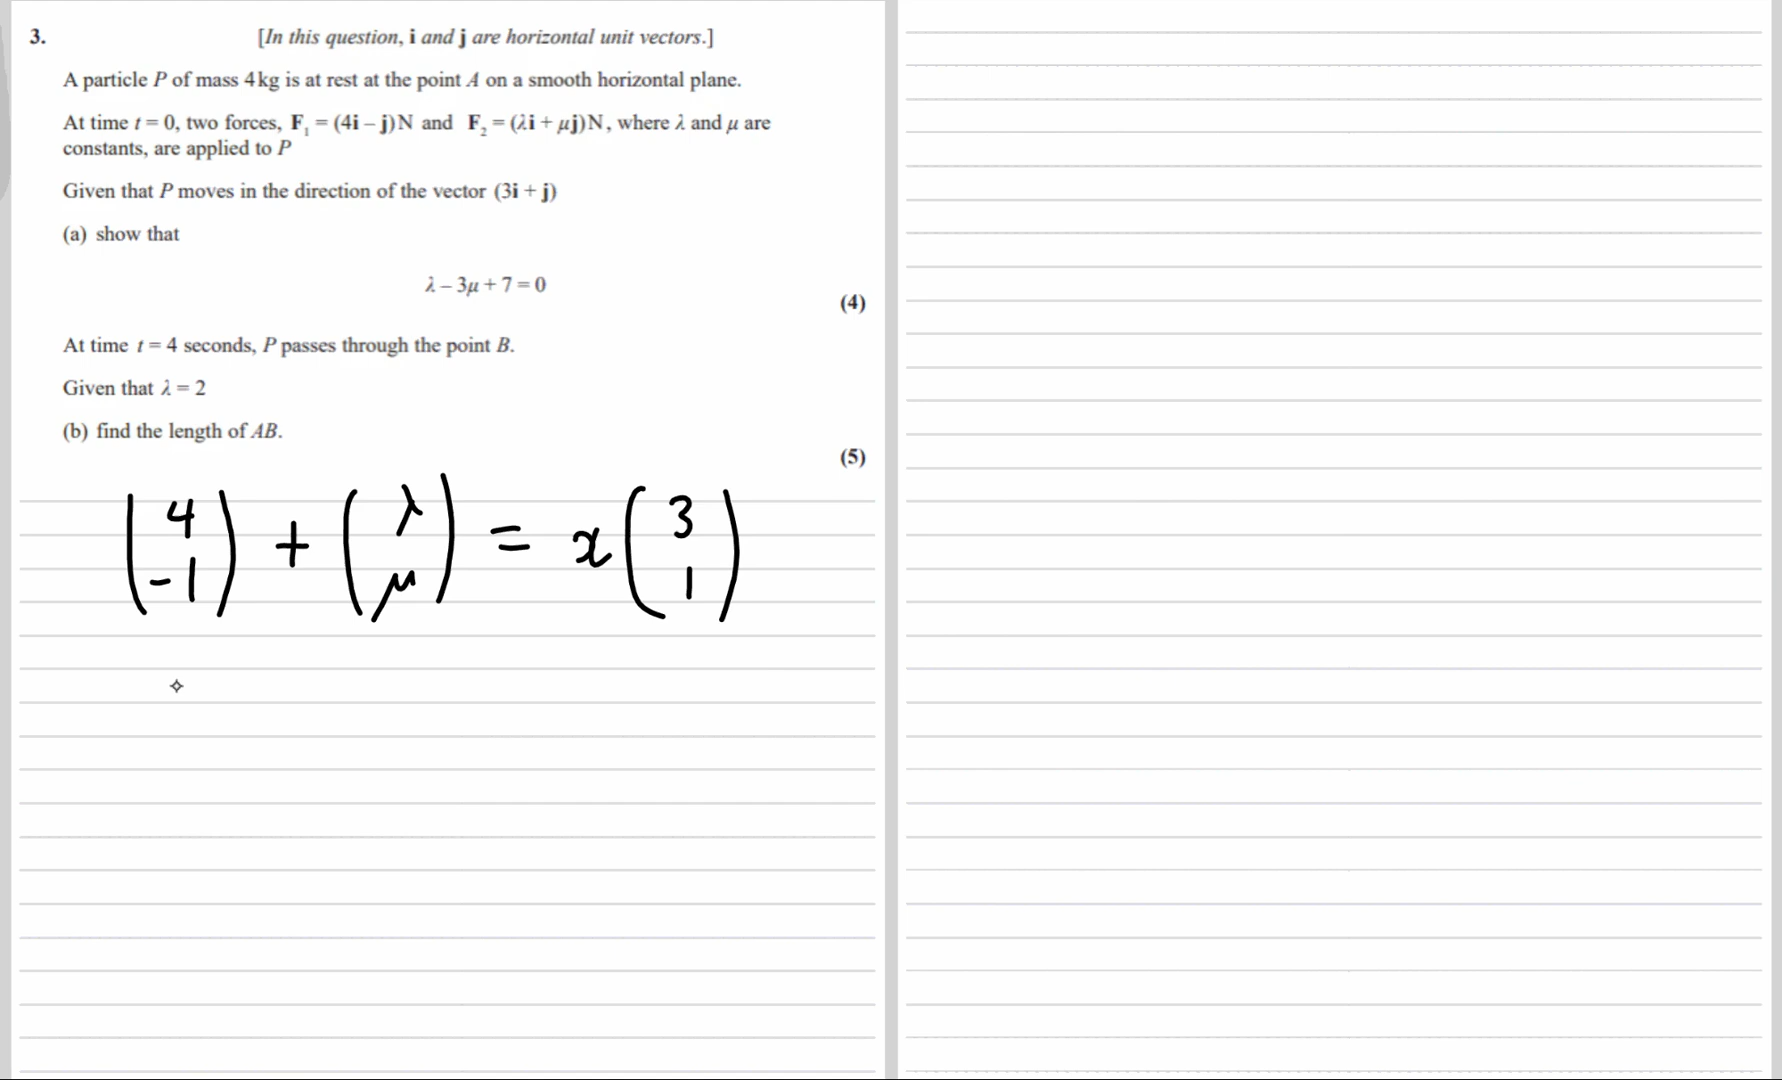 3. [In this question, i and j are horizontal unit vectors.]
A particle P of mass 4 kg is at rest at the point A on a smooth horizontal plane.
At time t = 0, two forces, F₁ = (4i – j) N and F₂ = (λi + μj) N, where λ and μ are
constants, are applied to P
Given that P moves in the direction of the vector (3i + j)
(a) show that
λ – 3μ + 7 = 0
(4)
At time t = 4 seconds, P passes through the point B.
Given that λ = 2
(b) find the length of AB.
(5)
(4 -1) + (λ μ) = x(3 1)